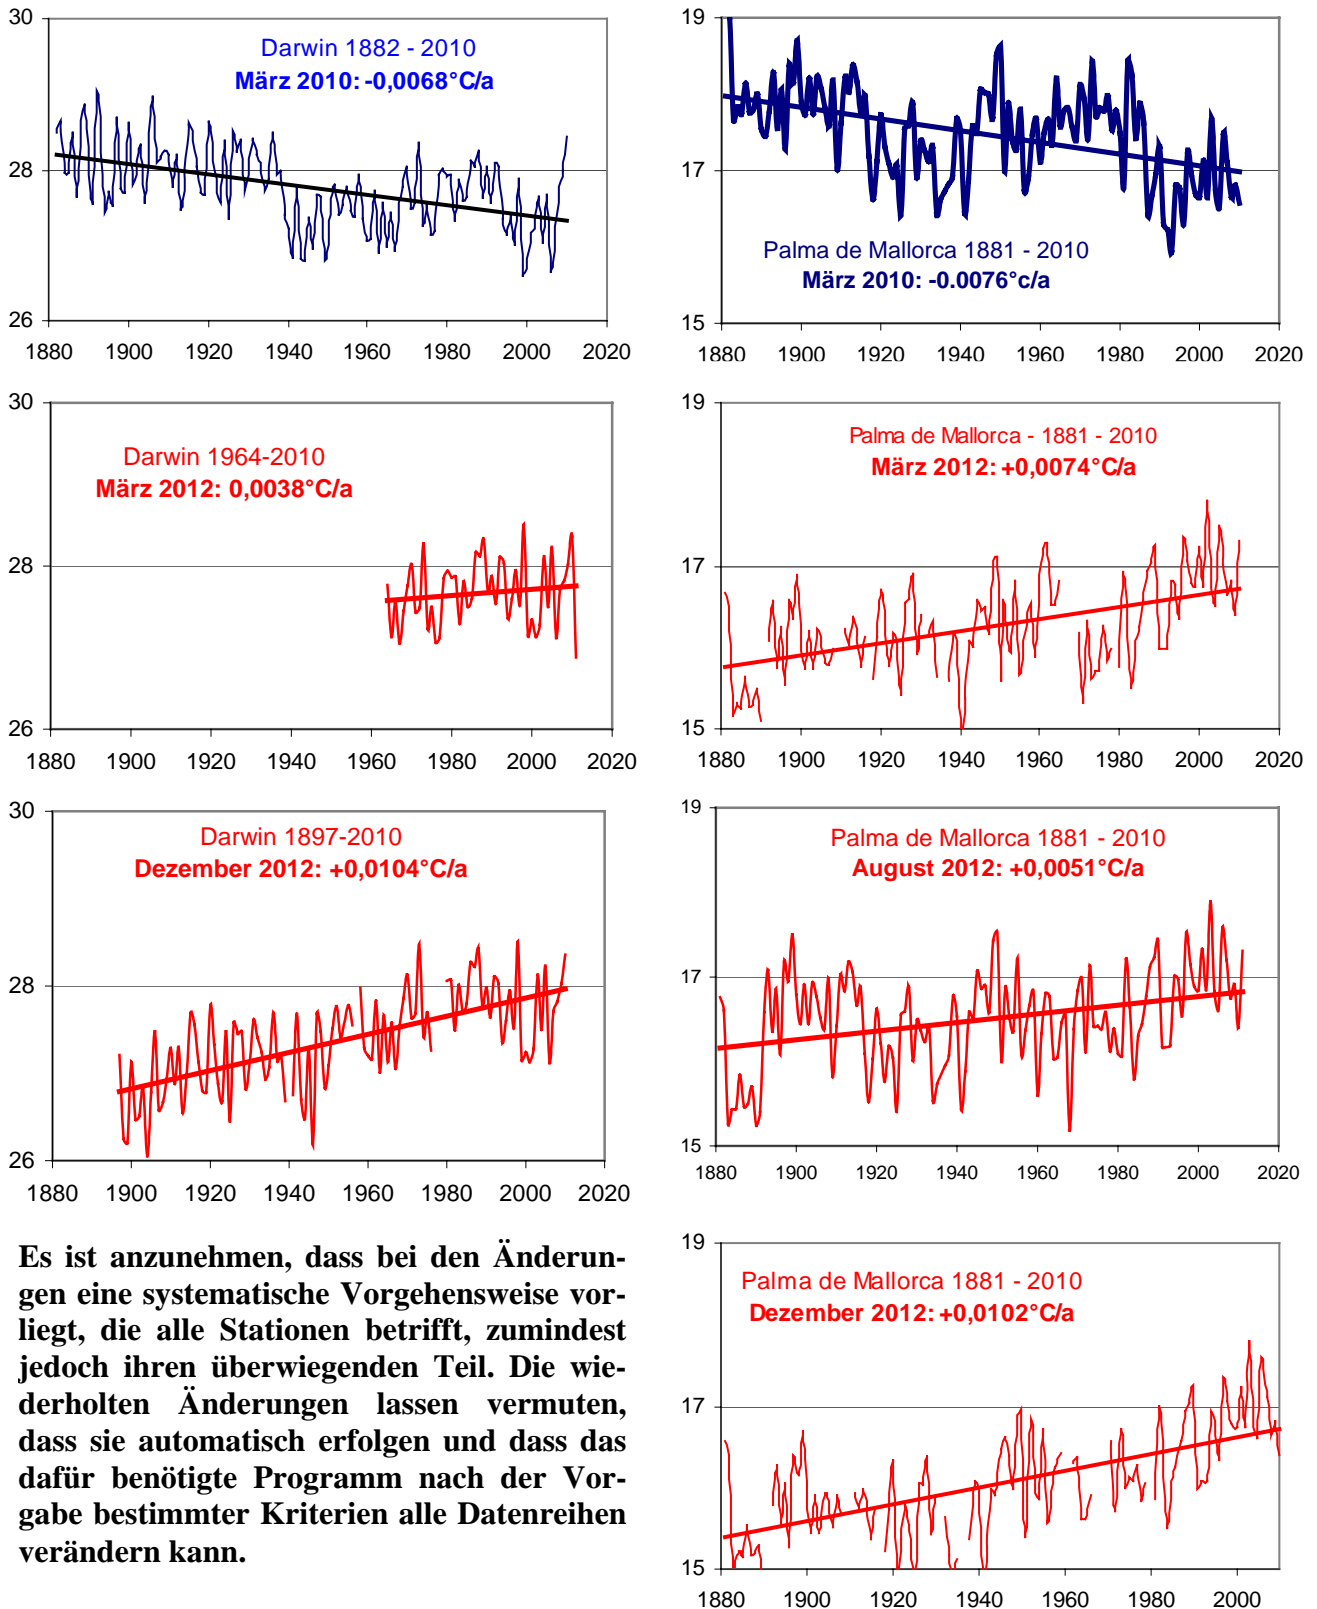 30
28
26
Darwin 1882 - 2010
März 2010: -0,0068°C/a
1880 1900 1920 1940 1960 1980 2000 2020
19
17
15
Palma de Mallorca 1881 - 2010
März 2010: -0.0076°c/a
1880 1900 1920 1940 1960 1980 2000 2020
30
28
26
Darwin 1964-2010
März 2012: 0,0038°C/a
1880 1900 1920 1940 1960 1980 2000 2020
19
17
15
Palma de Mallorca - 1881 - 2010
März 2012: +0,0074°C/a
1880 1900 1920 1940 1960 1980 2000 2020
30
28
26
Darwin 1897-2010
Dezember 2012: +0,0104°C/a
1880 1900 1920 1940 1960 1980 2000 2020
19
17
15
Palma de Mallorca 1881 - 2010
August 2012: +0,0051°C/a
1880 1900 1920 1940 1960 1980 2000 2020
Es ist anzunehmen, dass bei den Änderun-
gen eine systematische Vorgehensweise vor-
liegt, die alle Stationen betrifft, zumindest
jedoch ihren überwiegenden Teil. Die wie-
derholten Änderungen lassen vermuten,
dass sie automatisch erfolgen und dass das
dafür benötigte Programm nach der Vor-
gabe bestimmter Kriterien alle Datenreihen
verändern kann.
19
17
15
Palma de Mallorca 1881 - 2010
Dezember 2012: +0,0102°C/a
1880 1900 1920 1940 1960 1980 2000